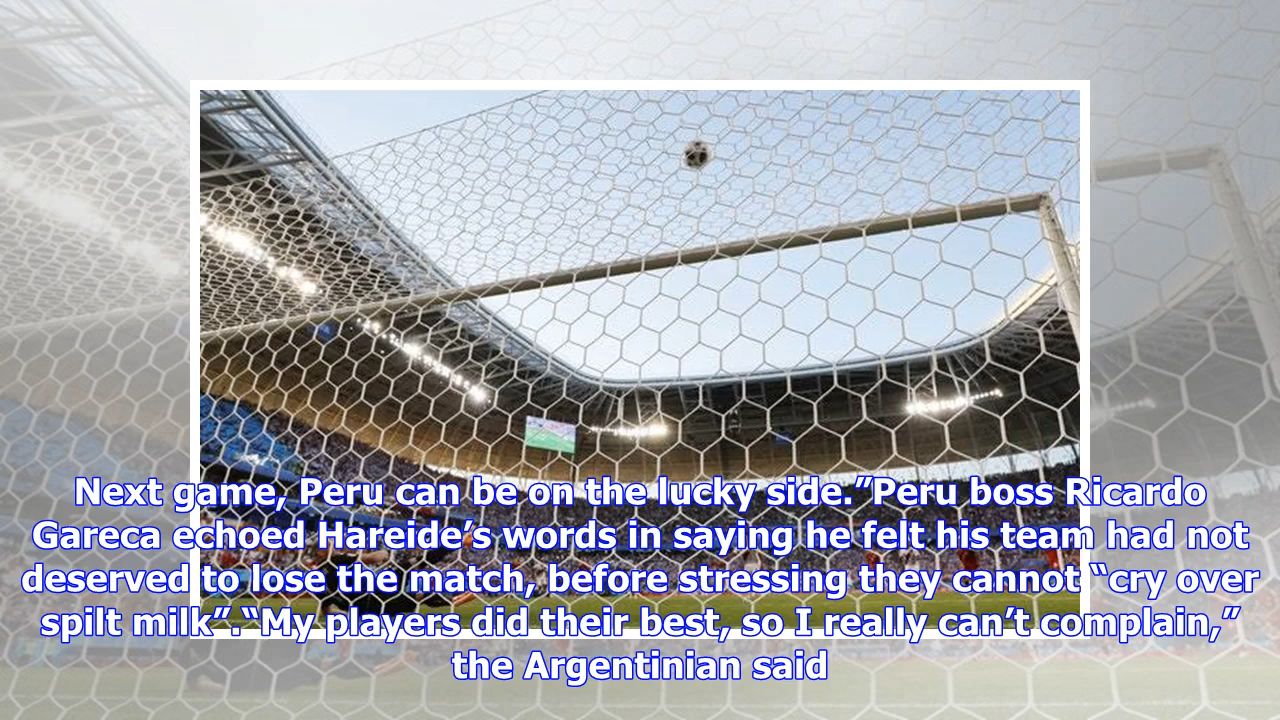 Next game, Peru can be on the lucky side.”Peru boss Ricardo
Gareca echoed Hareide’s words in saying he felt his team had not
deserved to lose the match, before stressing they cannot “cry over
spilt milk”.“My players did their best, so I really can’t complain,”
the Argentinian said